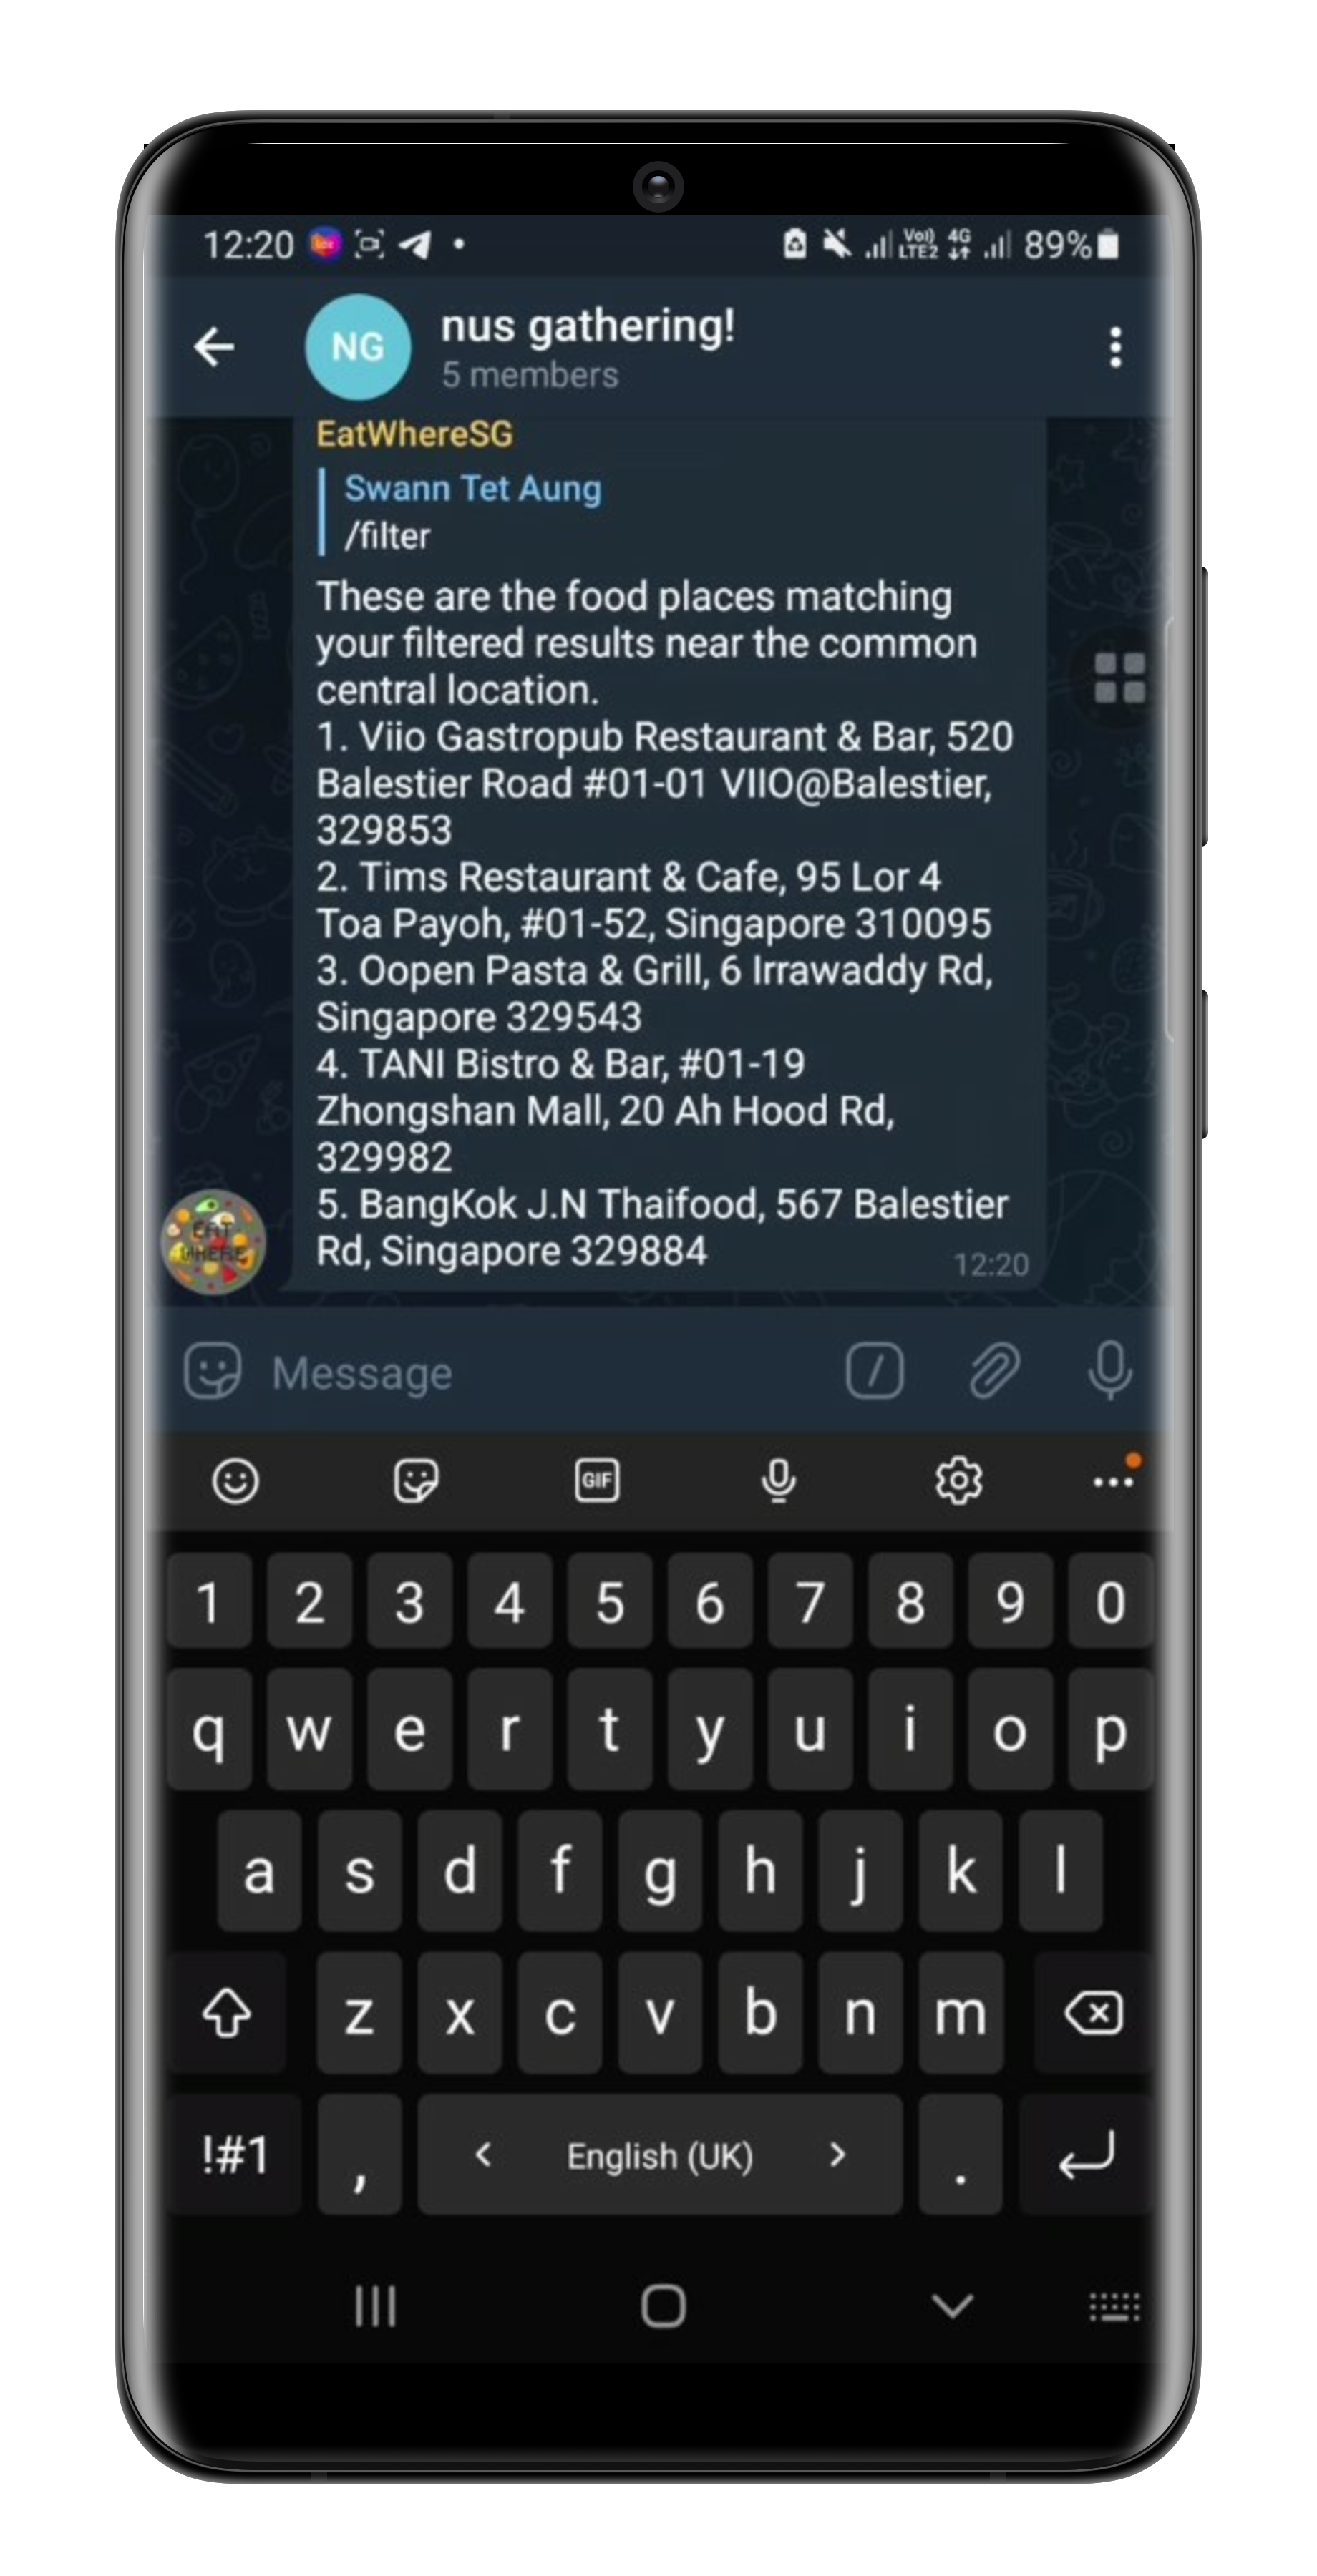 12:20
Vo)) 4G
LTE2
89%
NG
nus gathering!
5 members
EatWhereSG
Swann Tet Aung
/filter
These are the food places matching
your filtered results near the common
central location.
1. Viio Gastropub Restaurant & Bar, 520
Balestier Road #01-01 VIIO@Balestier,
329853
2. Tims Restaurant & Cafe, 95 Lor 4
Toa Payoh, #01-52, Singapore 310095
3. Oopen Pasta & Grill, 6 Irrawaddy Rd,
Singapore 329543
4. TANI Bistro & Bar, #01-19
Zhongshan Mall, 20 Ah Hood Rd,
329982
5. BangKok J.N Thaifood, 567 Balestier
Rd, Singapore 329884
12:20
EAT
WHERE
Message
/
GIF
1 2 3 4 5 6 7 8 9 0
q w e r t y u i o p
a s d f g h j k l
z x c v b n m
!#1 , < English (UK) > .